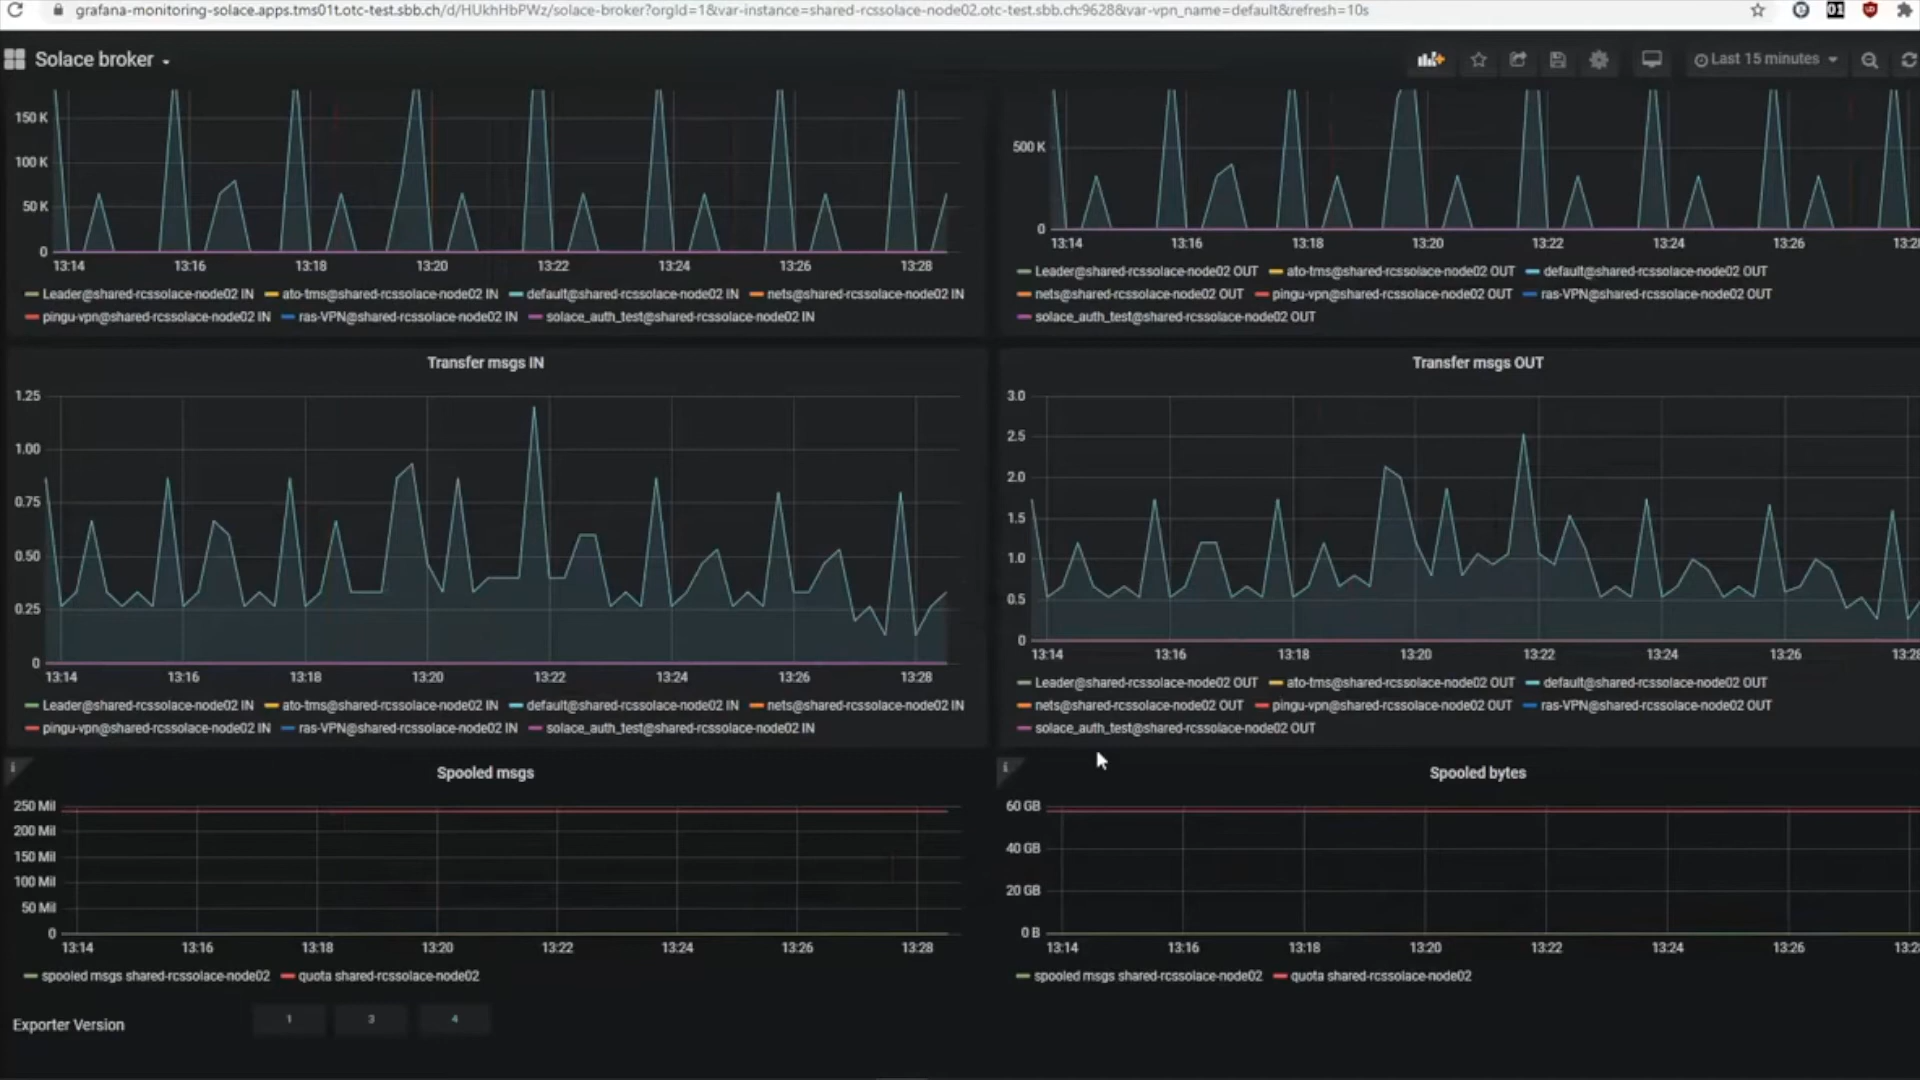 grafana-monitoring-solace.apps.tms01t.otc-test.sbb.ch/d/HUkhHbPWz/solace-broker?orgId=1&var-instance=shared-rcssolace-node02.otc-test.sbb.ch:9628&var-vpn_name=default&refresh=10s
01
Solace broker
Last 15 minutes
150 K
100 K
50 K
0
13:14 13:16 13:18 13:20 13:22 13:24 13:26 13:28
Leader@shared-rcssolace-node02 IN ato-tms@shared-rcssolace-node02 IN default@shared-rcssolace-node02 IN nets@shared-rcssolace-node02 IN
pingu-vpn@shared-rcssolace-node02 IN ras-VPN@shared-rcssolace-node02 IN solace_auth_test@shared-rcssolace-node02 IN
500 K
0
13:14 13:16 13:18 13:20 13:22 13:24 13:26 13:28
Leader@shared-rcssolace-node02 OUT ato-tms@shared-rcssolace-node02 OUT default@shared-rcssolace-node02 OUT
nets@shared-rcssolace-node02 OUT pingu-vpn@shared-rcssolace-node02 OUT ras-VPN@shared-rcssolace-node02 OUT
solace_auth_test@shared-rcssolace-node02 OUT
Transfer msgs IN
1.25
1.00
0.75
0.50
0.25
0
13:14 13:16 13:18 13:20 13:22 13:24 13:26 13:28
Leader@shared-rcssolace-node02 IN ato-tms@shared-rcssolace-node02 IN default@shared-rcssolace-node02 IN nets@shared-rcssolace-node02 IN
pingu-vpn@shared-rcssolace-node02 IN ras-VPN@shared-rcssolace-node02 IN solace_auth_test@shared-rcssolace-node02 IN
Transfer msgs OUT
3.0
2.5
2.0
1.5
1.0
0.5
0
13:14 13:16 13:18 13:20 13:22 13:24 13:26 13:28
Leader@shared-rcssolace-node02 OUT ato-tms@shared-rcssolace-node02 OUT default@shared-rcssolace-node02 OUT
nets@shared-rcssolace-node02 OUT pingu-vpn@shared-rcssolace-node02 OUT ras-VPN@shared-rcssolace-node02 OUT
solace_auth_test@shared-rcssolace-node02 OUT
i
Spooled msgs
250 Mil
200 Mil
150 Mil
100 Mil
50 Mil
0
13:14 13:16 13:18 13:20 13:22 13:24 13:26 13:28
spooled msgs shared-rcssolace-node02 quota shared-rcssolace-node02
i
Spooled bytes
60 GB
40 GB
20 GB
0 B
13:14 13:16 13:18 13:20 13:22 13:24 13:26 13:28
spooled msgs shared-rcssolace-node02 quota shared-rcssolace-node02
Exporter Version 1 3 4